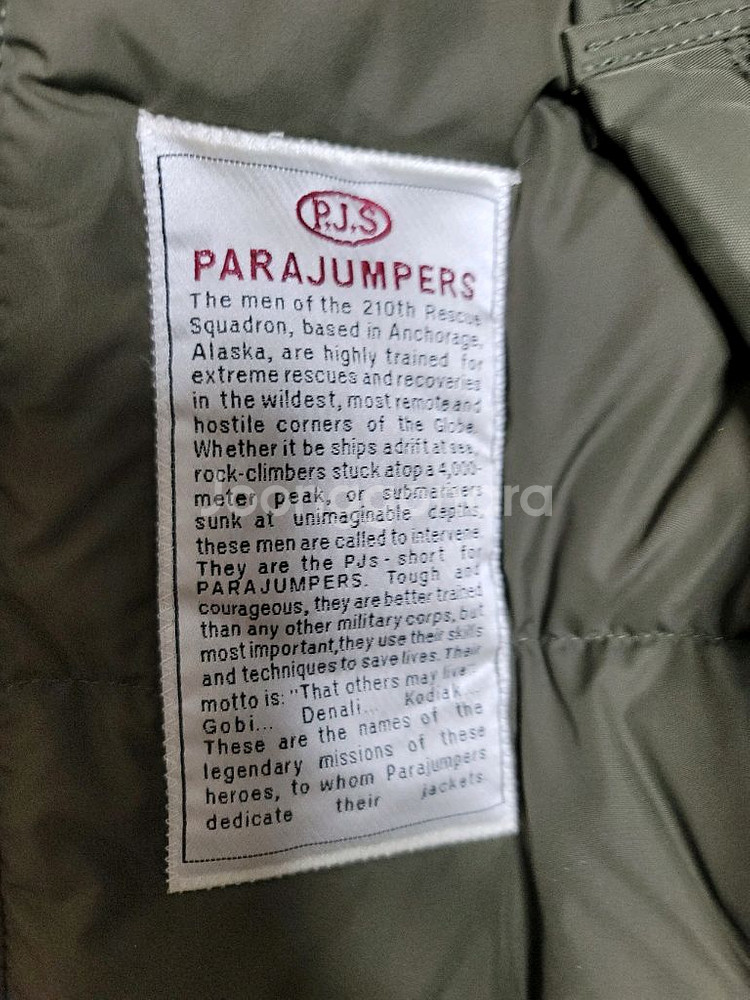 P.J.S
PARAJUMPERS
The men of the 210th Rescue
Squadron, based in Anchorage,
Alaska, are highly trained for
extreme rescues and recoveries
in the wildest, most remote and
hostile corners of the Globe.
Whether it be ships adrift at sea,
rock-climbers stuck atop a 4,000-
meter peak, or submariners
sunk at unimaginable depths,
these men are called to intervene.
They are the PJs - short for
PARAJUMPERS. Tough and
courageous, they are better trained
than any other military corps, but
most important, they use their skills
and techniques to save lives. Their
motto is: "That others may live"
Gobi... Denali... Kodiak...
These are the names of the
legendary missions of these
heroes, to whom Parajumpers
dedicate their jackets.